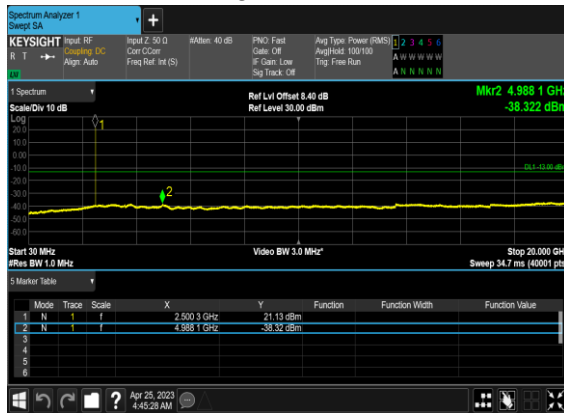 Spectrum Analyzer 1
Swept SA
+
KEYSIGHT
R T
LXI
Input: RF
Coupling: DC
Align: Auto
Input Z: 50 Ω
Corr CCorr
Freq Ref: Int (S)
#Atten: 40 dB
PNO: Fast
Gate: Off
IF Gain: Low
Sig Track: Off
Avg Type: Power (RMS)
Avg|Hold: 100/100
Trig: Free Run
1 2 3 4 5 6
A W W W W W
A N N N N N
1 Spectrum
Scale/Div 10 dB
Ref Lvl Offset 8.40 dB
Ref Level 30.00 dBm
Mkr2 4.988 1 GHz
-38.322 dBm
Log
20.0
10.0
0.00
-10.0
-20.0
-30.0
-40.0
-50.0
-60.0
1
2
DL1 -13.00 dB
Start 30 MHz
#Res BW 1.0 MHz
Video BW 3.0 MHz*
Stop 20.000 GH
Sweep 34.7 ms (40001 pts
5 Marker Table
Mode Trace Scale X Y Function Function Width Function Value
1 N 1 f 2.500 3 GHz 21.13 dBm
2 N 1 f 4.988 1 GHz -38.32 dBm
3
4
5
6
?
Apr 25, 2023
4:45:28 AM